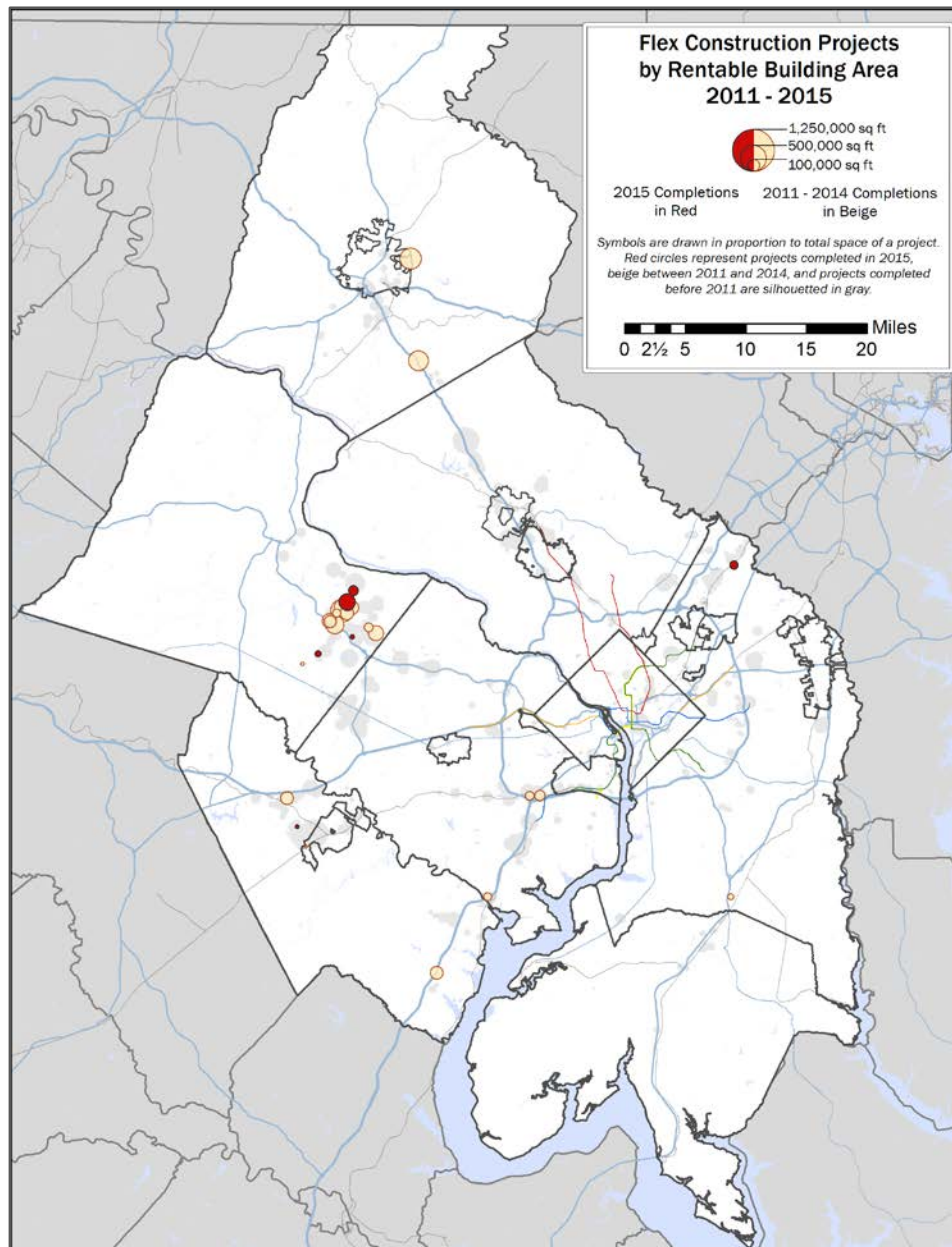 Flex Construction Projects
by Rentable Building Area
2011 - 2015
1,250,000 sq ft
500,000 sq ft
100,000 sq ft
2015 Completions
in Red
2011 - 2014 Completions
in Beige
Symbols are drawn in proportion to total space of a project.
Red circles represent projects completed in 2015,
beige between 2011 and 2014, and projects completed
before 2011 are silhouetted in gray.
Miles
0 2½ 5 10 15 20